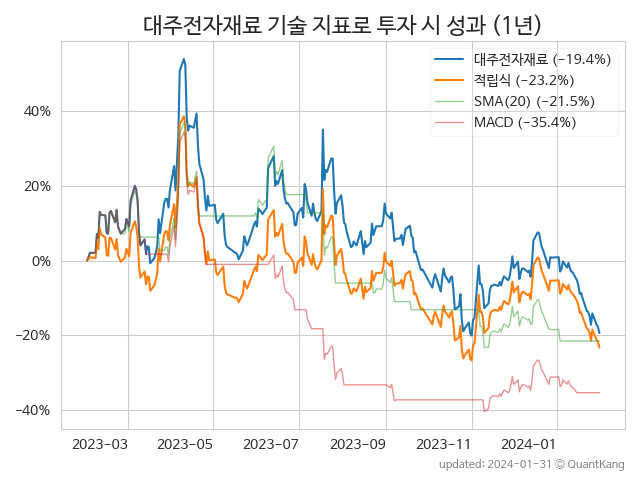 대주전자재료 기술 지표로 투자 시 성과 (1년)
대주전자재료 (−19.4%)
적립식 (−23.2%)
SMA(20) (−21.5%)
MACD (−35.4%)
40%
20%
0%
−20%
−40%
2023−03 2023−05 2023−07 2023−09 2023−11 2024−01
updated: 2024-01-31 © QuantKang